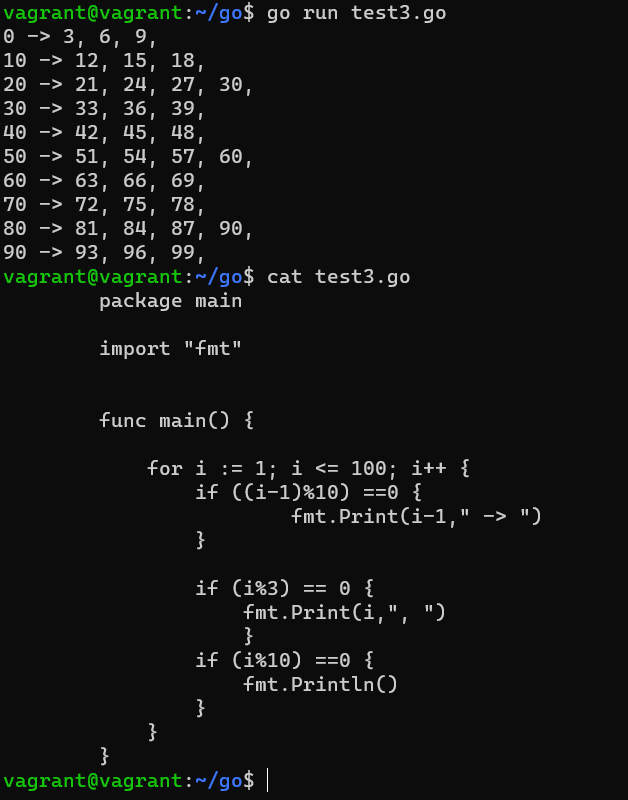 vagrant@vagrant:~/go$ go run test3.go
0 -> 3, 6, 9,
10 -> 12, 15, 18,
20 -> 21, 24, 27, 30,
30 -> 33, 36, 39,
40 -> 42, 45, 48,
50 -> 51, 54, 57, 60,
60 -> 63, 66, 69,
70 -> 72, 75, 78,
80 -> 81, 84, 87, 90,
90 -> 93, 96, 99,
vagrant@vagrant:~/go$ cat test3.go
        package main

        import "fmt"


        func main() {

            for i := 1; i <= 100; i++ {
                if ((i-1)%10) ==0 {
                        fmt.Print(i-1," -> ")
                }

                if (i%3) == 0 {
                    fmt.Print(i,", ")
                    }
                if (i%10) ==0 {
                    fmt.Println()
                }
            }
        }
vagrant@vagrant:~/go$